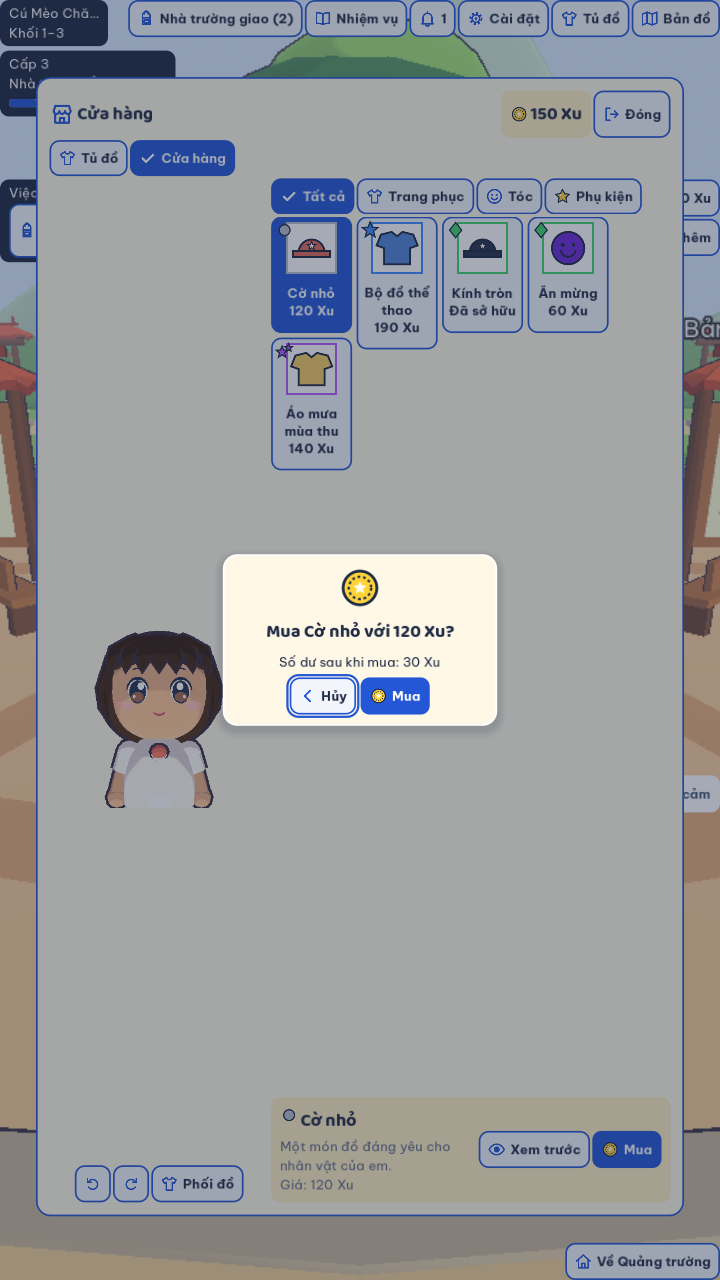 Cú Mèo Chă...
Khối 1–3
Nhà trường giao (2)
Nhiệm vụ
1
Cài đặt
Tủ đồ
Bản đồ
Cấp 3
Nhà
Cửa hàng
150 Xu
Đóng
Tủ đồ
Cửa hàng
Việc
Tất cả
Trang phục
Tóc
Phụ kiện
0 Xu
hêm
Cờ nhỏ
120 Xu
Bộ đồ thể
thao
190 Xu
Kính tròn
Đã sở hữu
Ăn mừng
60 Xu
Bản
Áo mưa
mùa thu
140 Xu
Mua Cờ nhỏ với 120 Xu?
Số dư sau khi mua: 30 Xu
Hủy
Mua
cảm
Cờ nhỏ
Một món đồ đáng yêu cho
nhân vật của em.
Giá: 120 Xu
Xem trước
Mua
Phối đồ
Về Quảng trường